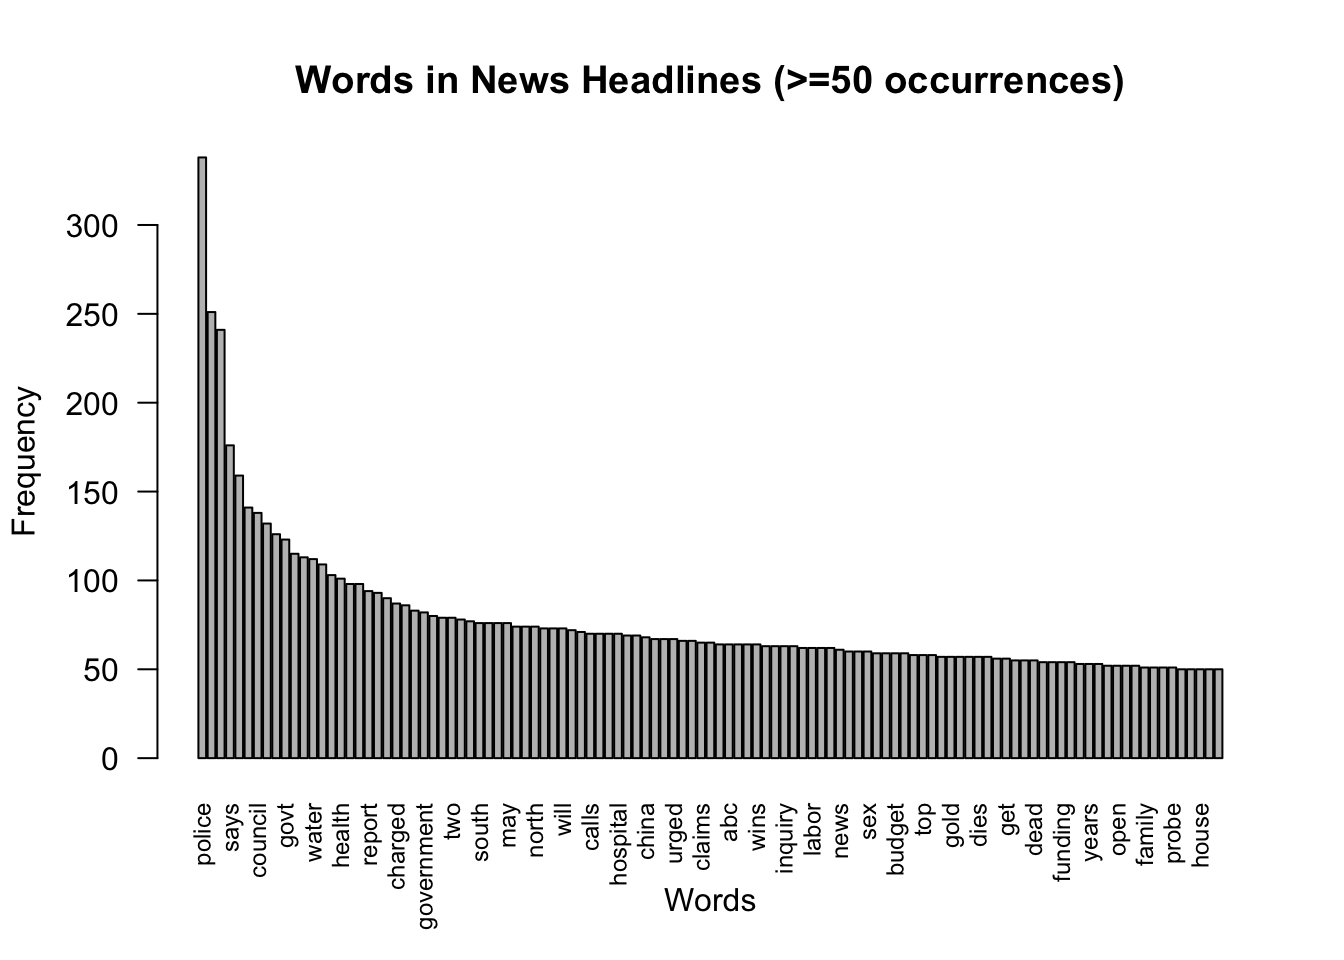 Words in News Headlines (>=50 occurrences)
300
250
200
150
100
50
0
Frequency
police
says
council
govt
water
health
report
charged
government
two
south
may
north
will
calls
hospital
china
urged
claims
abc
wins
inquiry
labor
news
sex
budget
top
gold
dies
get
dead
funding
years
open
family
probe
house
Words